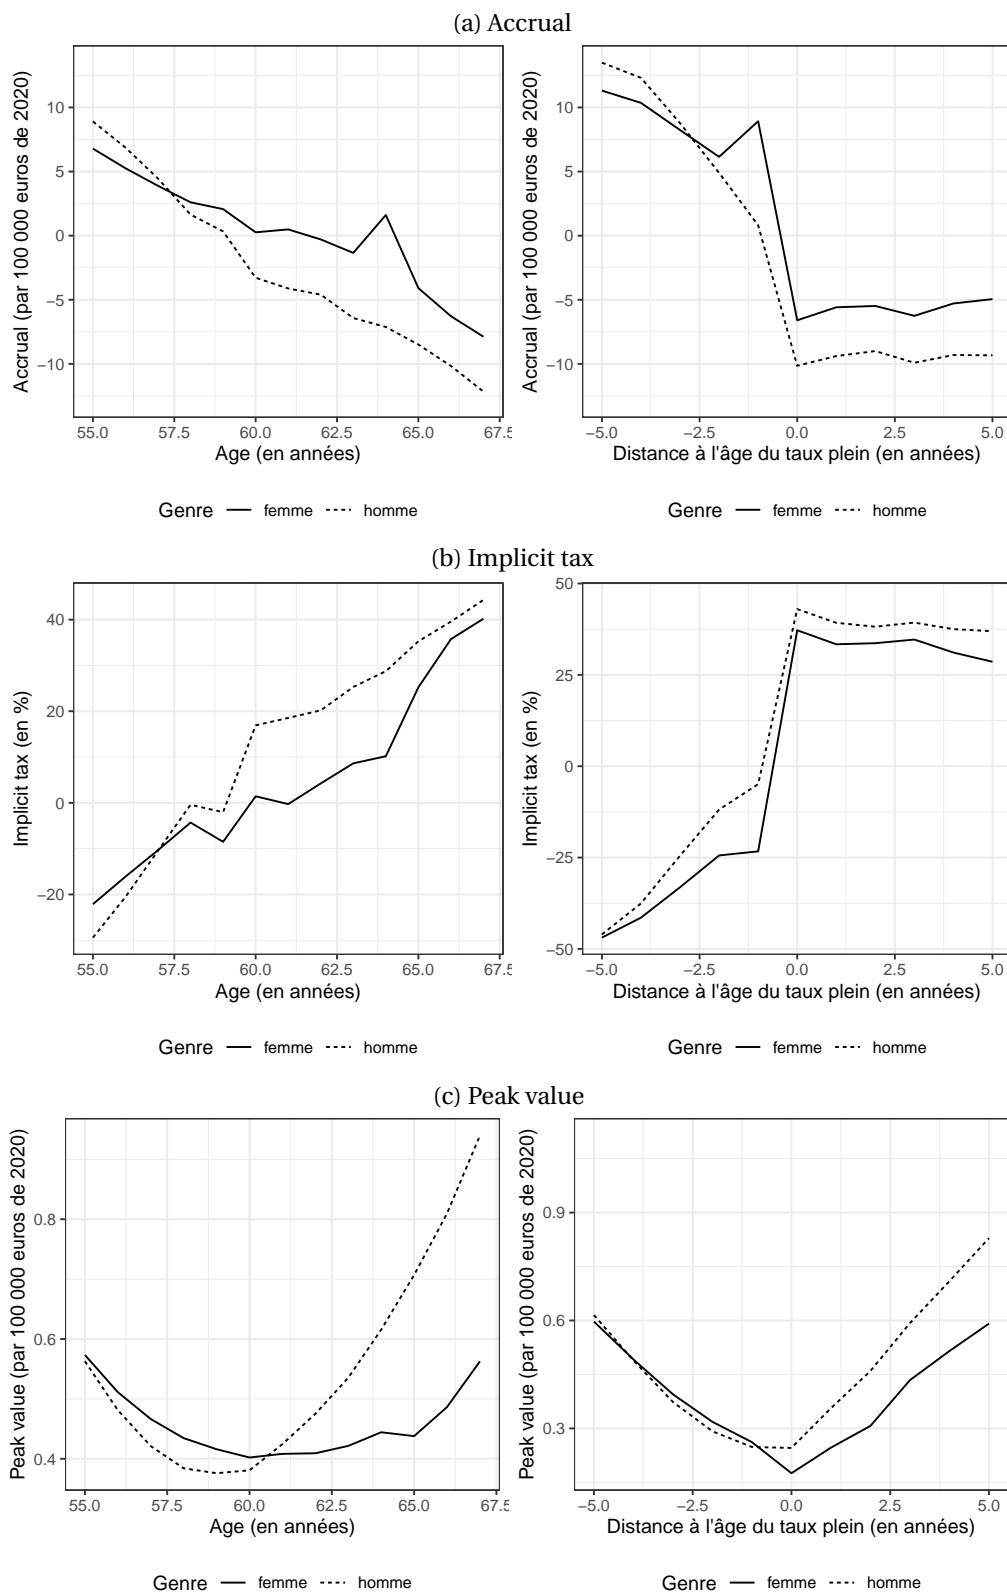 (a) Accrual
Accrual (par 100 000 euros de 2020)
10
5
0
−5
−10
55.0 57.5 60.0 62.5 65.0 67.5
Age (en années)
Genre femme homme
Accrual (par 100 000 euros de 2020)
10
5
0
−5
−10
−5.0 −2.5 0.0 2.5 5.0
Distance à l'âge du taux plein (en années)
Genre femme homme
(b) Implicit tax
Implicit tax (en %)
40
20
0
−20
55.0 57.5 60.0 62.5 65.0 67.5
Age (en années)
Genre femme homme
Implicit tax (en %)
50
25
0
−25
−50
−5.0 −2.5 0.0 2.5 5.0
Distance à l'âge du taux plein (en années)
Genre femme homme
(c) Peak value
Peak value (par 100 000 euros de 2020)
0.8
0.6
0.4
55.0 57.5 60.0 62.5 65.0 67.5
Age (en années)
Genre femme homme
Peak value (par 100 000 euros de 2020)
0.9
0.6
0.3
−5.0 −2.5 0.0 2.5 5.0
Distance à l'âge du taux plein (en années)
Genre femme homme